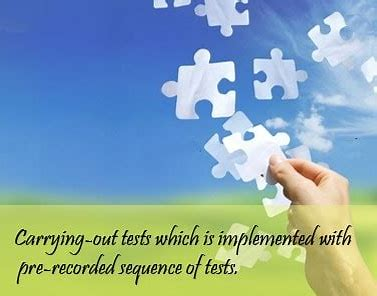 Carrying-out tests which is implemented with
pre-recorded sequence of tests.